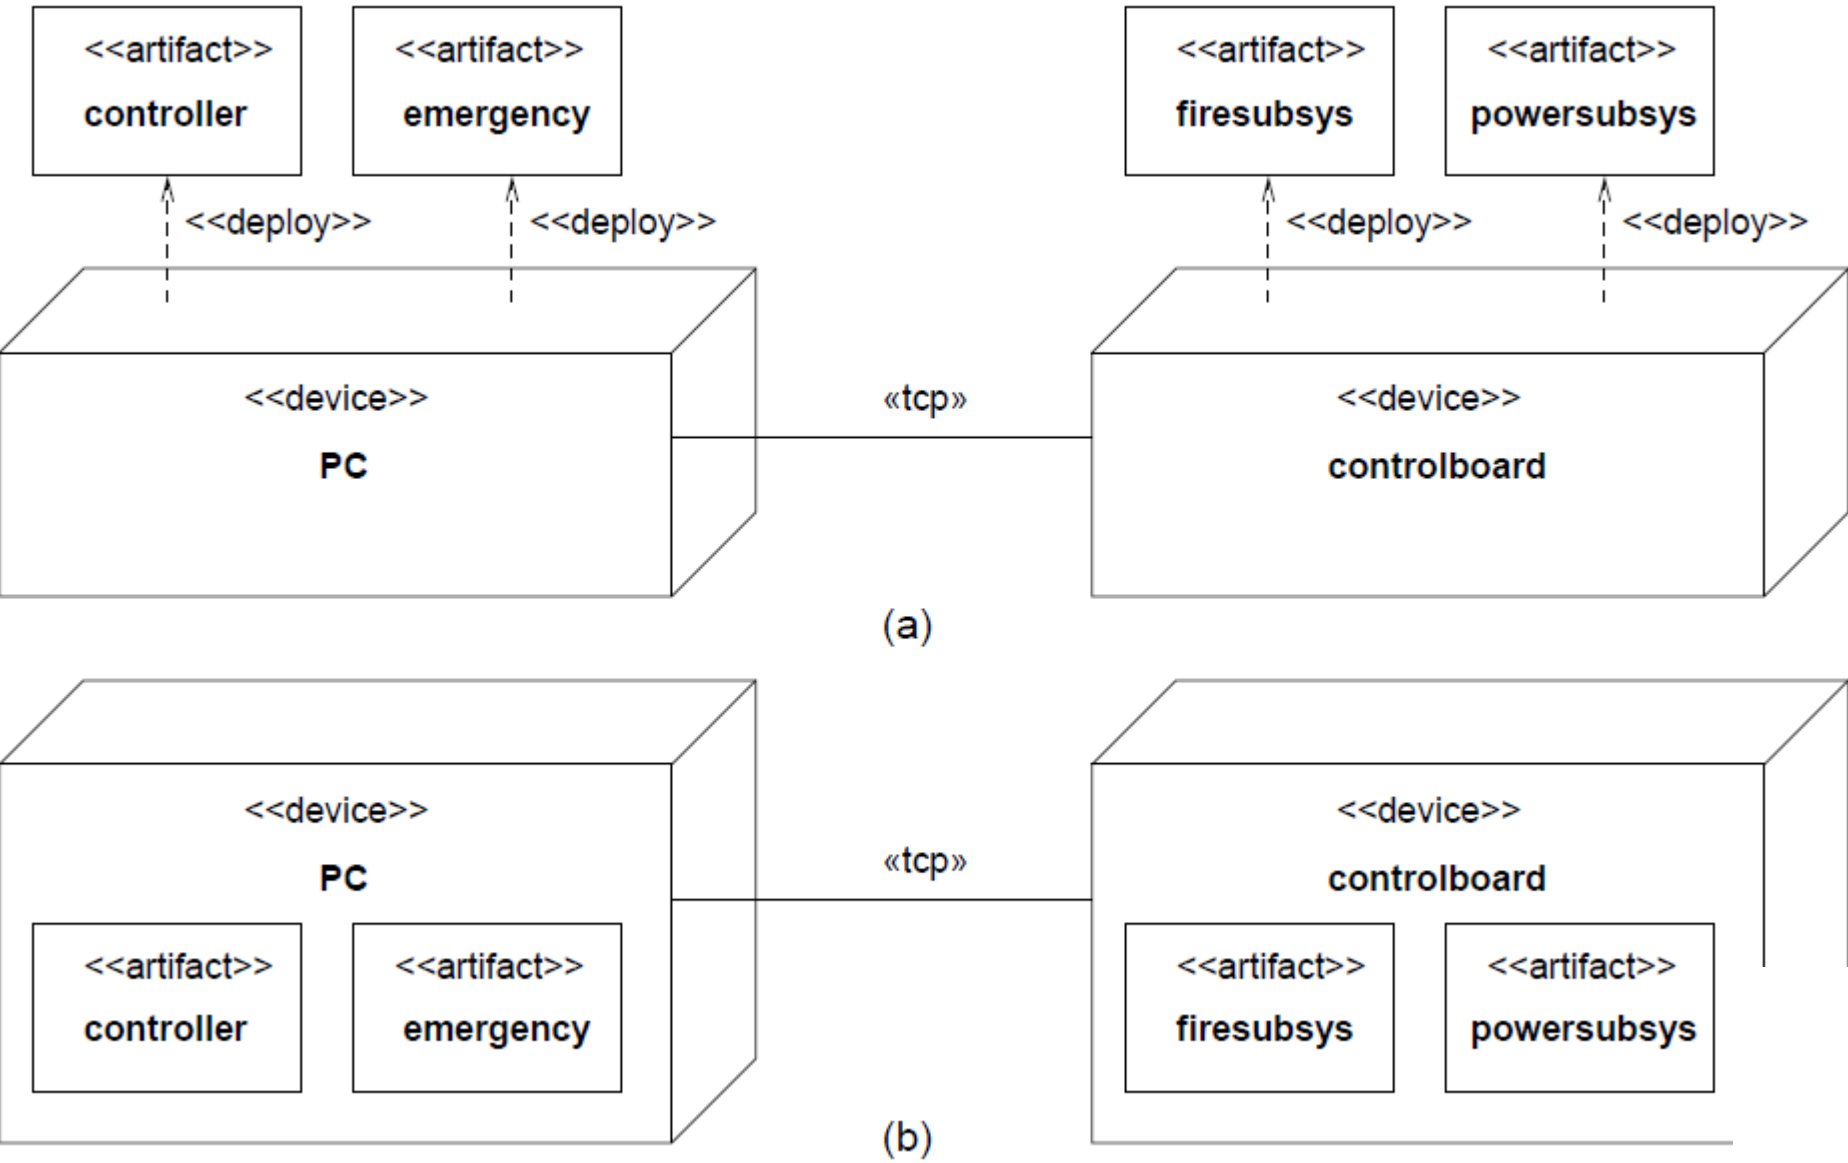 <<artifact>>
controller
<<artifact>>
emergency
<<artifact>>
firesubsys
<<artifact>>
powersubsys
<<deploy>>
<<deploy>>
<<deploy>>
<<deploy>>
<<device>>
PC
«tcp»
<<device>>
controlboard
(a)
<<device>>
PC
«tcp»
<<device>>
controlboard
<<artifact>>
controller
<<artifact>>
emergency
<<artifact>>
firesubsys
<<artifact>>
powersubsys
(b)